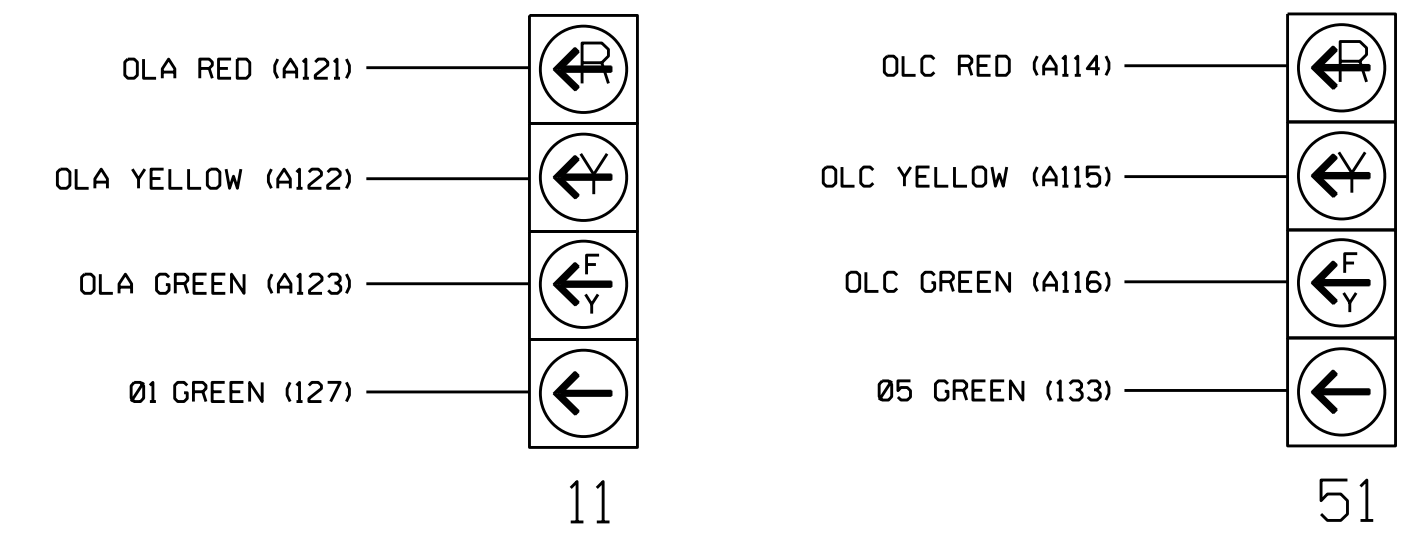 OLA RED (A121)
R
OLA YELLOW (A122)
Y
OLA GREEN (A123)
F
Y
Ø1 GREEN (127)
11
OLC RED (A114)
R
OLC YELLOW (A115)
Y
OLC GREEN (A116)
F
Y
Ø5 GREEN (133)
51